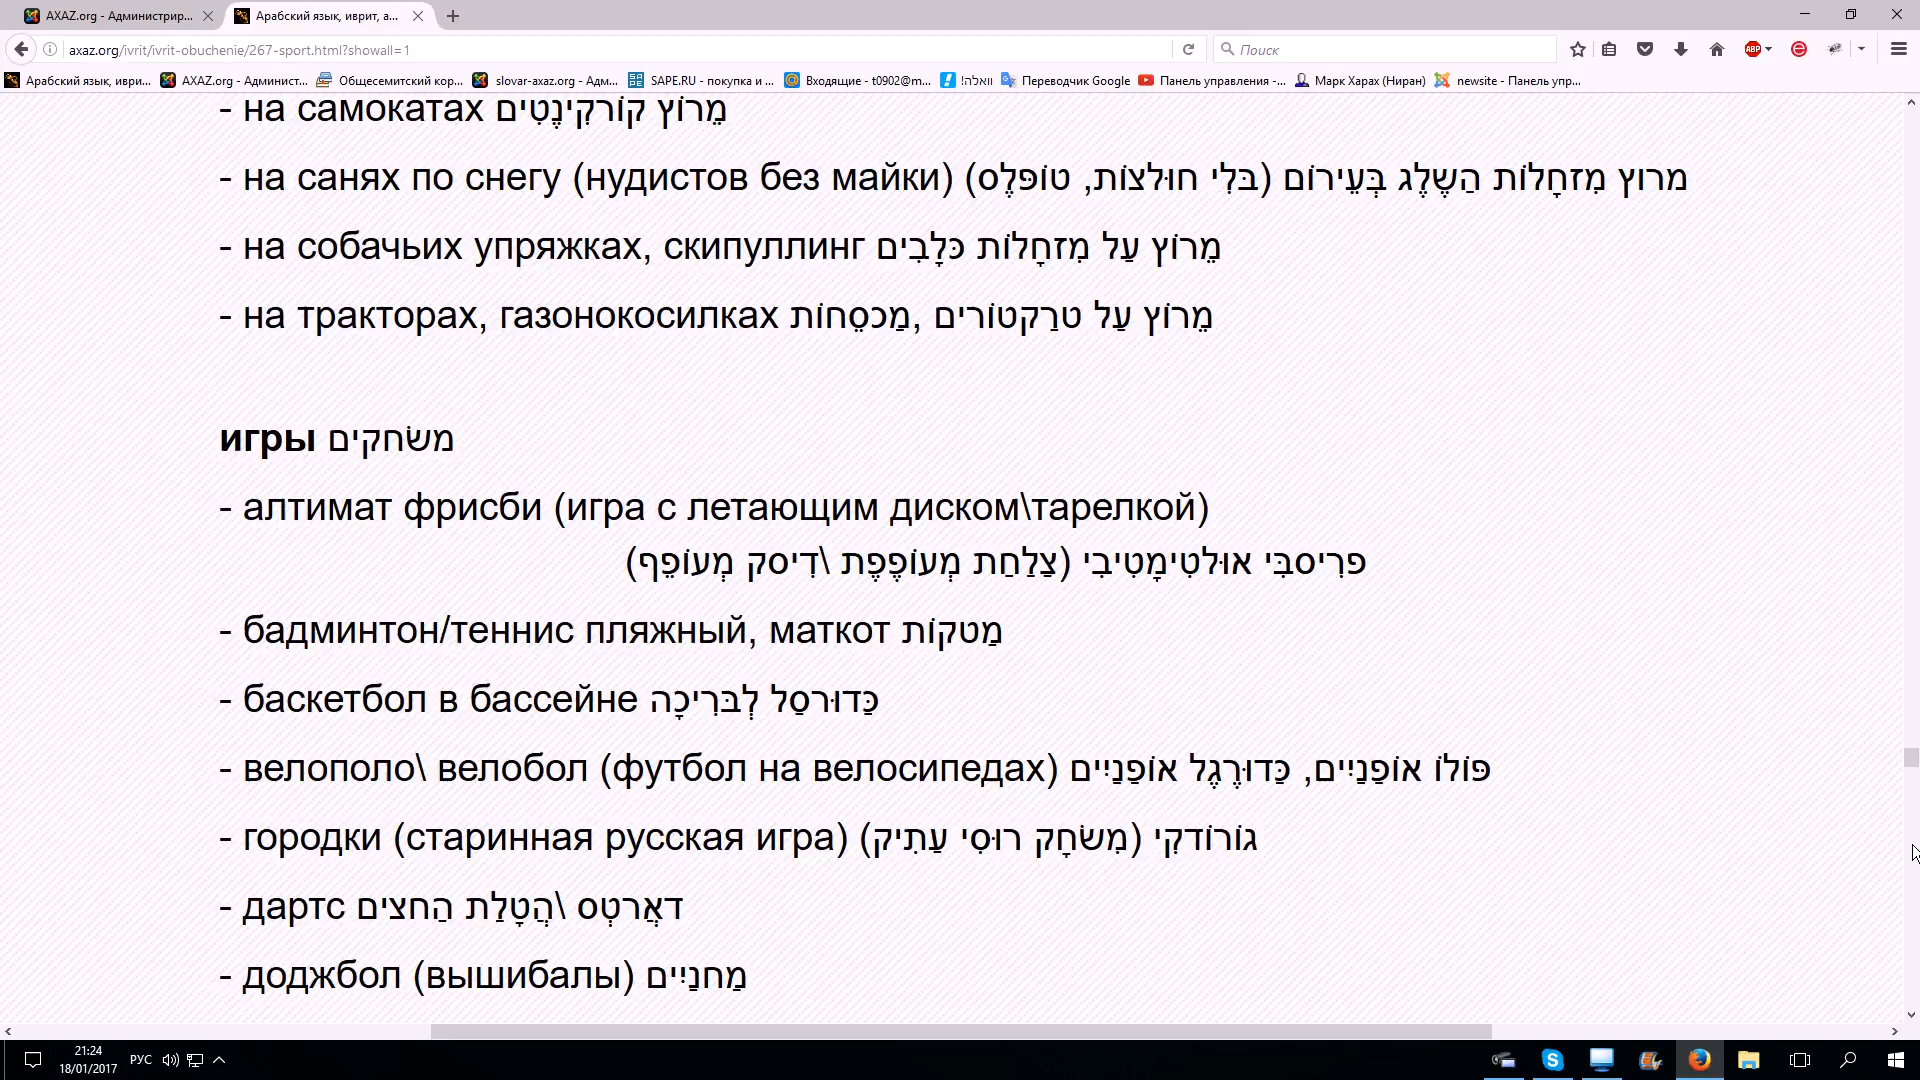 AXAZ.org - Администрир...
Арабский язык, иврит, а...
axaz.org/ivrit/ivrit-obuchenie/267-sport.html?showall=1
Поиск
ABP
Арабский язык, иври...
AXAZ.org - Админист...
Общесемитский кор...
slovar-axaz.org - Адм...
SAPE.RU - покупка и ...
Входящие - t0902@m...
וואלה!
Переводчик Google
Панель управления -...
Марк Харах (Ниран)
newsite - Панель упр...
- на самокатах מֵרוֹץ קוֹרקִינֶטִים
- на санях по снегу (нудистов без майки) מרוץ מִזחָלוֹת הַשֶלֶג בְּעֵירוֹם (בּלִי חוּלצוֹת, טוֹפּלֶס)
- на собачьих упряжках, скипуллинг מֵרוֹץ עַל מִזחָלוֹת כּלָבִים
- на тракторах, газонокосилках מֵרוֹץ עַל טרַקטוֹרים ,מַכסֵחוֹת
игры משׂחקים
- алтимат фрисби (игра с летающим диском\тарелкой)
פרִיסבִּי אוּלטִימָטִיבִי (צַלַחַת מְעוֹפֶפֶת \דִיסק מְעוֹפֵף)
- бадминтон/теннис пляжный, маткот מַטקוֹת
- баскетбол в бассейне כַּדוּרסַל לְבּרִיכָה
- велополо\ велобол (футбол на велосипедах) פּוֹלוֹ אוֹפַנַיִים, כַּדוּרֶגֶל אוֹפַנַיִים
- городки (старинная русская игра) גוֹרוֹדקִי (מִשׂחָק רוּסִי עַתִיק)
- дартс דאֲרטְס \הֲטָלַת הַחצים
- доджбол (вышибалы) מַחנַיִים
21:24
18/01/2017
РУС